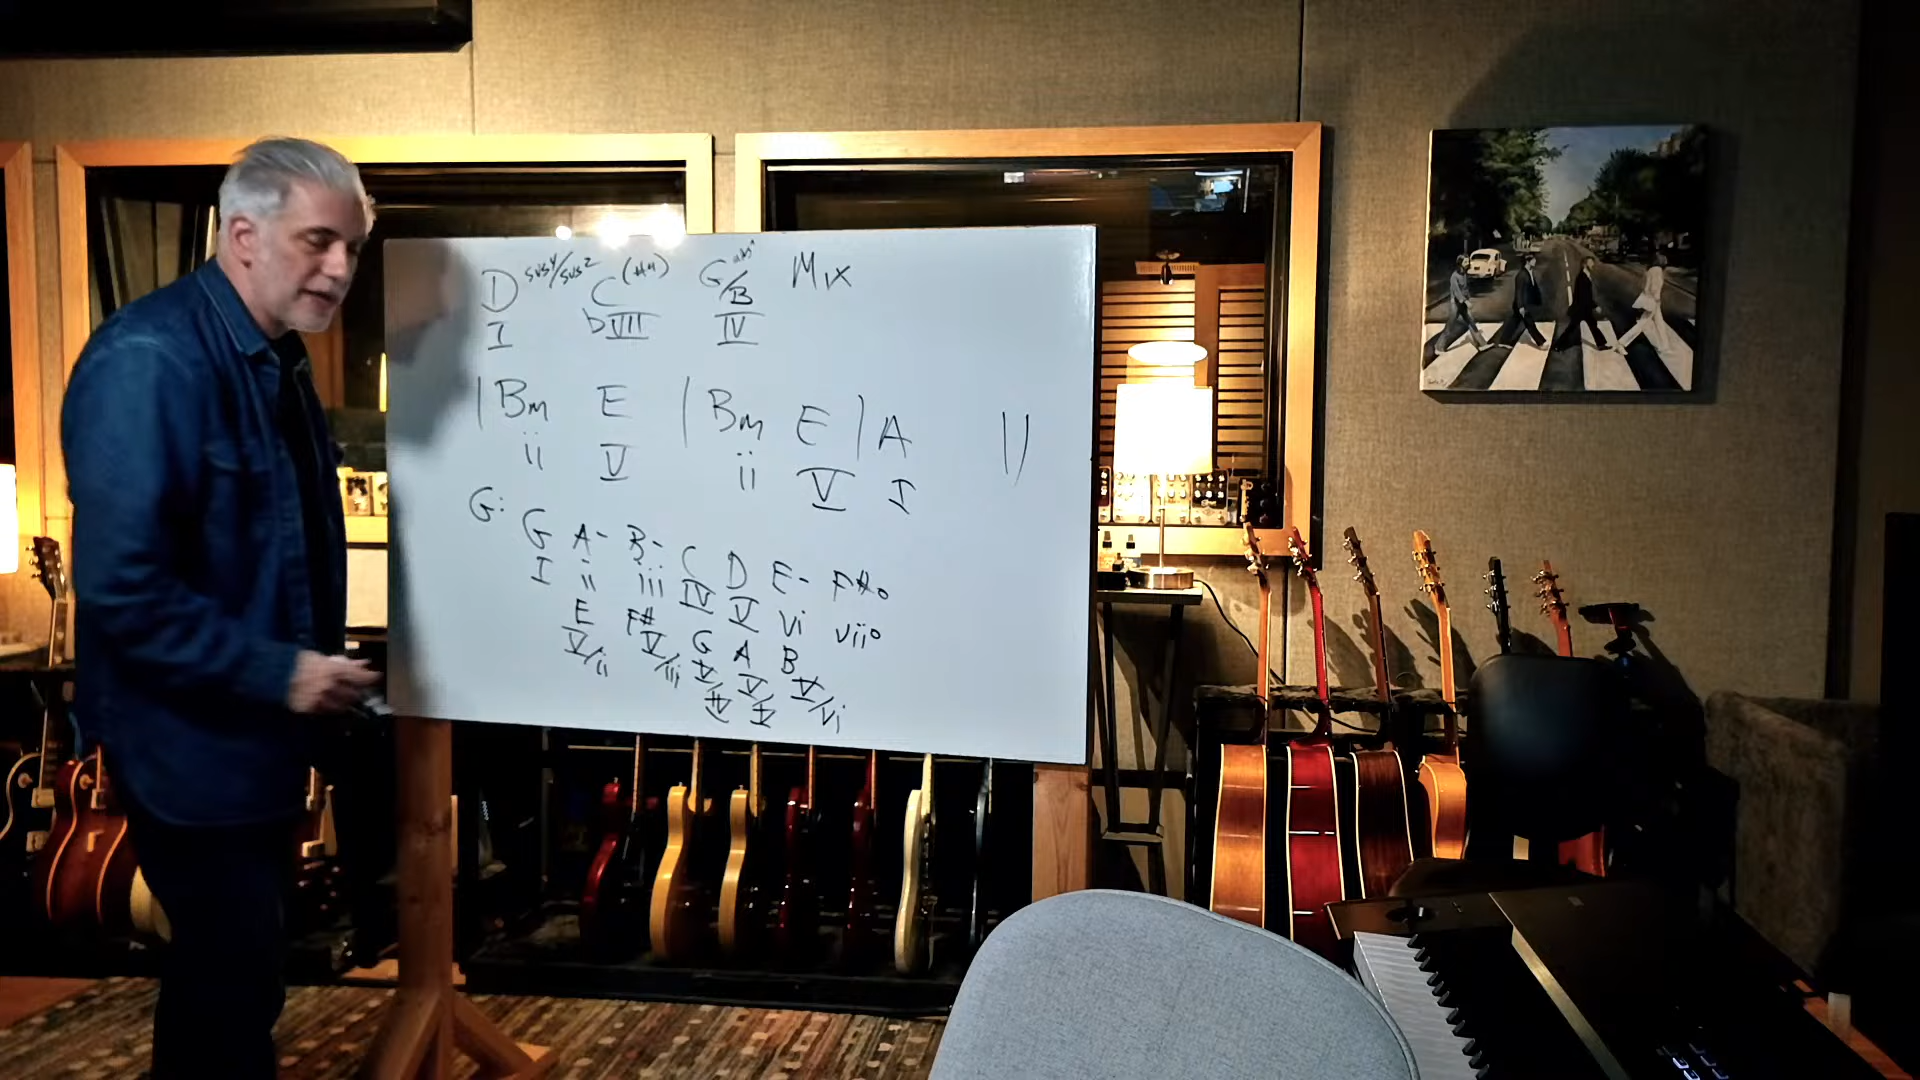 D sus4/sus2 C(#4) G/B Mix
I bVII IV
| Bm E | Bm E | A ||
ii V ii V I
G: G A- B- C D E- F#o
I ii iii IV V vi viio
E F# G A B
V/ii V/iii V/IV V/V V/vi